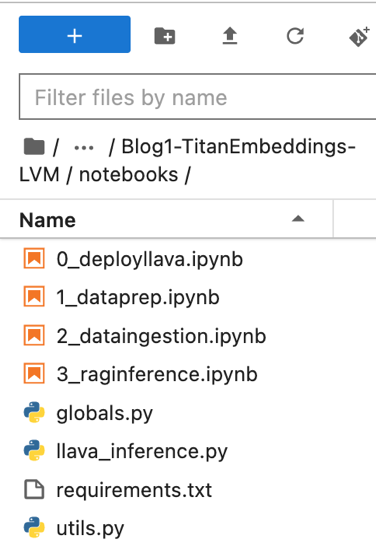 Filter files by name
/ ··· / Blog1-TitanEmbeddings-
LVM / notebooks /
Name
0_deployllava.ipynb
1_dataprep.ipynb
2_dataingestion.ipynb
3_raginference.ipynb
globals.py
llava_inference.py
requirements.txt
utils.py